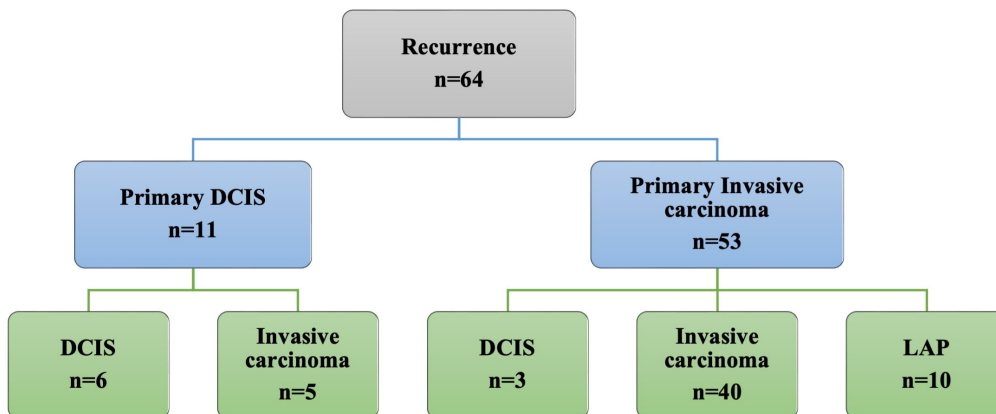 Recurrence
n=64
Primary DCIS
n=11
Primary Invasive
carcinoma
n=53
DCIS
n=6
Invasive
carcinoma
n=5
DCIS
n=3
Invasive
carcinoma
n=40
LAP
n=10